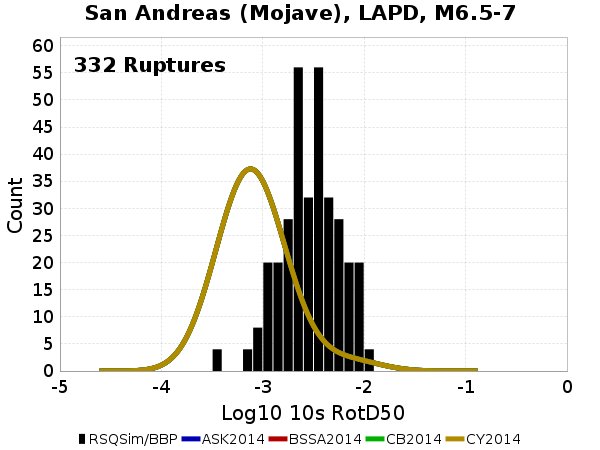 San Andreas (Mojave), LAPD, M6.5-7
332 Ruptures
60
55
50
45
40
35
30
25
20
15
10
5
0
Count
-5 -4 -3 -2 -1 0
Log10 10s RotD50
RSQSim/BBP ASK2014 BSSA2014 CB2014 CY2014